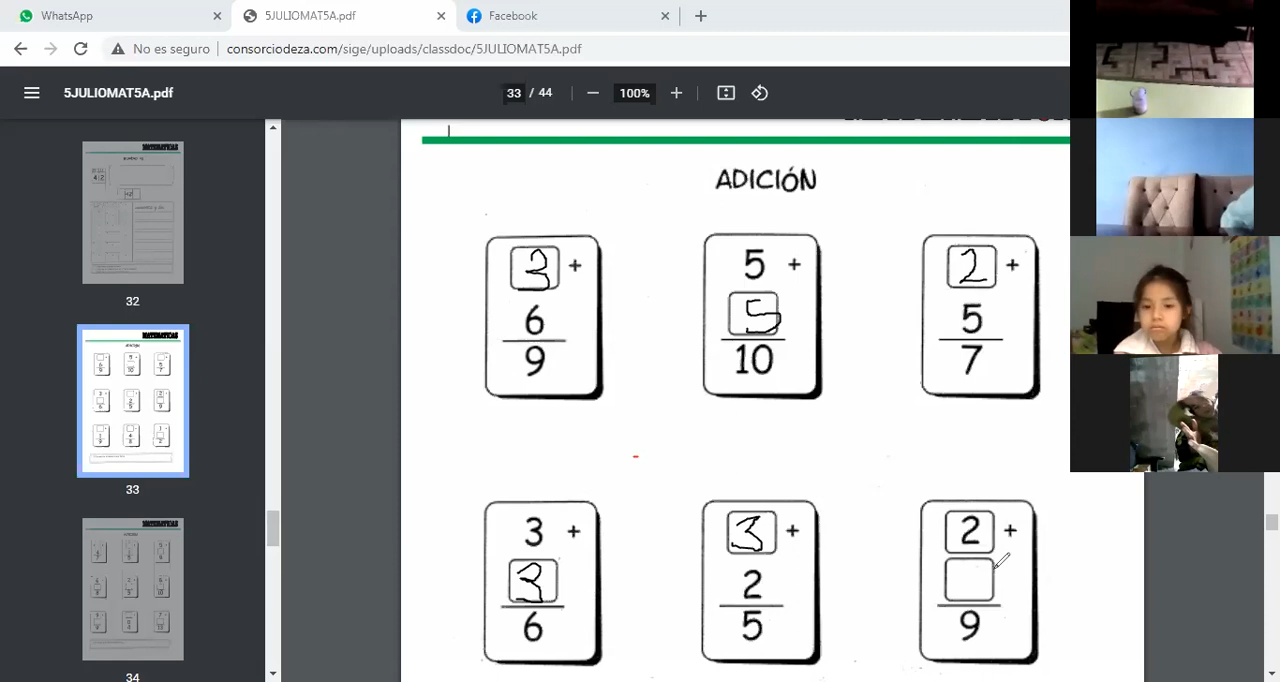 WhatsApp
5JULIOMAT5A.pdf
Facebook
No es seguro
consorciodeza.com/sige/uploads/classdoc/5JULIOMAT5A.pdf
5JULIOMAT5A.pdf
33 / 44
100%
32
33
34
MATEMATICAS
ADICIÓN
3 +
6
9
5 +
5
10
2 +
5
7
3 +
3
6
3 +
2
5
2 +
9